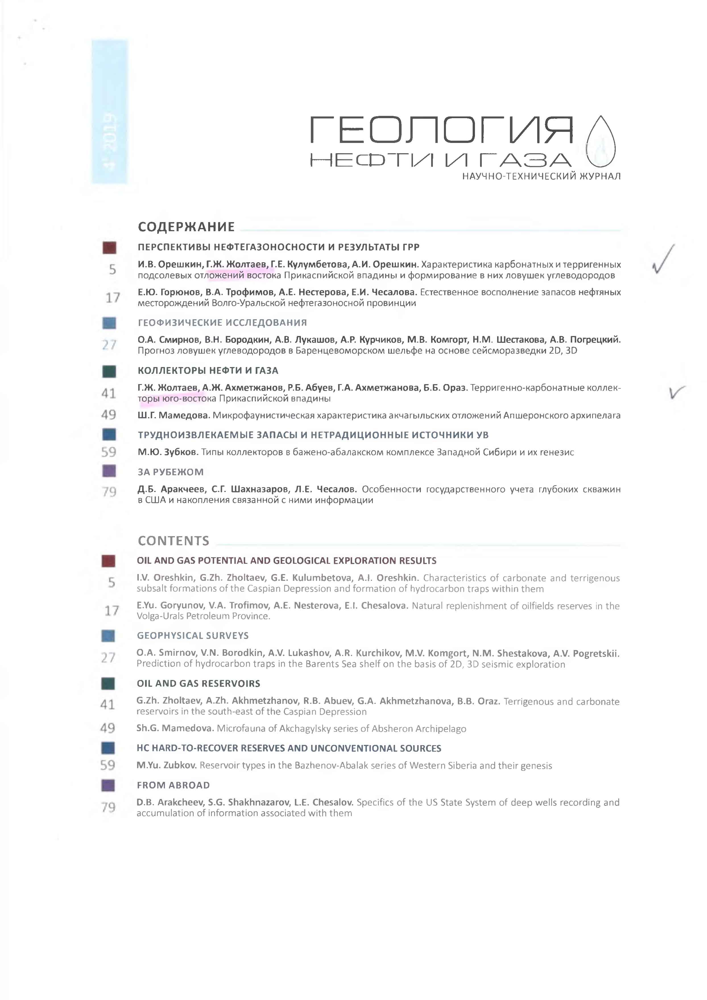 4' 2019
ГЕОЛОГИЯ
НЕФТИ И ГАЗА
НАУЧНО-ТЕХНИЧЕСКИЙ ЖУРНАЛ
СОДЕРЖАНИЕ
ПЕРСПЕКТИВЫ НЕФТЕГАЗОНОСНОСТИ И РЕЗУЛЬТАТЫ ГРР
5 И.В. Орешкин, Г.Ж. Жолтаев, Г.Е. Кулумбетова, А.И. Орешкин. Характеристика карбонатных и терригенных
подсолевых отложений востока Прикаспийской впадины и формирование в них ловушек углеводородов
17 Е.Ю. Горюнов, В.А. Трофимов, А.Е. Нестерова, Е.И. Чесалова. Естественное восполнение запасов нефтяных
месторождений Волго-Уральской нефтегазоносной провинции
ГЕОФИЗИЧЕСКИЕ ИССЛЕДОВАНИЯ
27 О.А. Смирнов, В.Н. Бородкин, А.В. Лукашов, А.Р. Курчиков, М.В. Комгорт, Н.М. Шестакова, А.В. Погрецкий.
Прогноз ловушек углеводородов в Баренцевоморском шельфе на основе сейсморазведки 2D, 3D
КОЛЛЕКТОРЫ НЕФТИ И ГАЗА
41 Г.Ж. Жолтаев, А.Ж. Ахметжанов, Р.Б. Абуев, Г.А. Ахметжанова, Б.Б. Ораз. Терригенно-карбонатные коллек-
торы юго-востока Прикаспийской впадины
49 Ш.Г. Мамедова. Микрофаунистическая характеристика акчагыльских отложений Апшеронского архипелага
ТРУДНОИЗВЛЕКАЕМЫЕ ЗАПАСЫ И НЕТРАДИЦИОННЫЕ ИСТОЧНИКИ УВ
59 М.Ю. Зубков. Типы коллекторов в бажено-абалакском комплексе Западной Сибири и их генезис
ЗА РУБЕЖОМ
79 Д.Б. Аракчеев, С.Г. Шахназаров, Л.Е. Чесалов. Особенности государственного учета глубоких скважин
в США и накопления связанной с ними информации
CONTENTS
OIL AND GAS POTENTIAL AND GEOLOGICAL EXPLORATION RESULTS
5 I.V. Oreshkin, G.Zh. Zholtaev, G.E. Kulumbetova, A.I. Oreshkin. Characteristics of carbonate and terrigenous
subsalt formations of the Caspian Depression and formation of hydrocarbon traps within them
17 E.Yu. Goryunov, V.A. Trofimov, A.E. Nesterova, E.I. Chesalova. Natural replenishment of oilfields reserves in the
Volga-Urals Petroleum Province.
GEOPHYSICAL SURVEYS
27 O.A. Smirnov, V.N. Borodkin, A.V. Lukashov, A.R. Kurchikov, M.V. Komgort, N.M. Shestakova, A.V. Pogretskii.
Prediction of hydrocarbon traps in the Barents Sea shelf on the basis of 2D, 3D seismic exploration
OIL AND GAS RESERVOIRS
41 G.Zh. Zholtaev, A.Zh. Akhmetzhanov, R.B. Abuev, G.A. Akhmetzhanova, B.B. Oraz. Terrigenous and carbonate
reservoirs in the south-east of the Caspian Depression
49 Sh.G. Mamedova. Microfauna of Akchagylsky series of Absheron Archipelago
HC HARD-TO-RECOVER RESERVES AND UNCONVENTIONAL SOURCES
59 M.Yu. Zubkov. Reservoir types in the Bazhenov-Abalak series of Western Siberia and their genesis
FROM ABROAD
79 D.B. Arakcheev, S.G. Shakhnazarov, L.E. Chesalov. Specifics of the US State System of deep wells recording and
accumulation of information associated with them